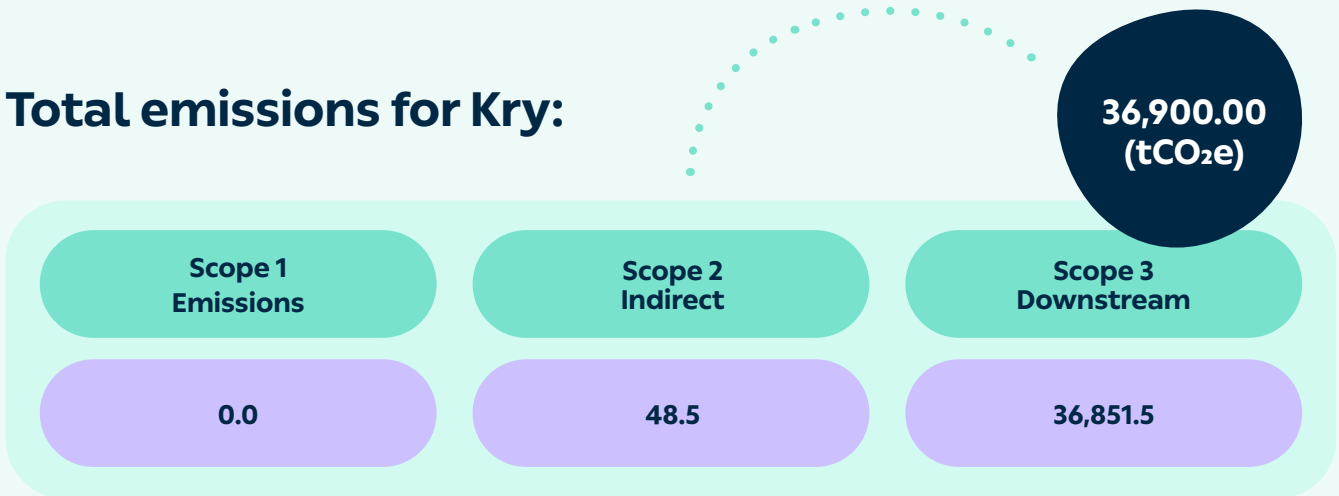 Total emissions for Kry:
36,900.00
(tCO₂e)
Scope 1
Emissions
Scope 2
Indirect
Scope 3
Downstream
0.0
48.5
36,851.5